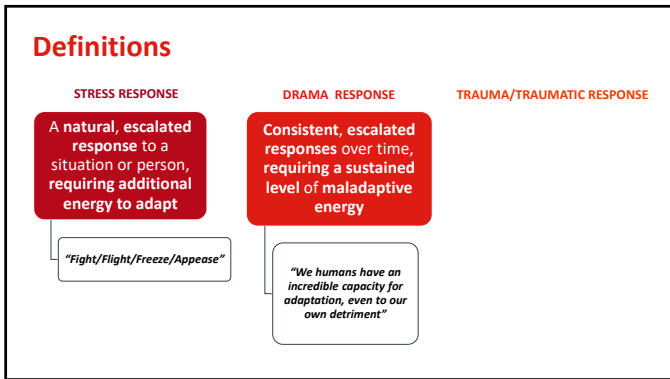 Definitions
STRESS RESPONSE
A natural, escalated
response to a
situation or person,
requiring additional
energy to adapt
“Fight/Flight/Freeze/Appease”
DRAMA RESPONSE
Consistent, escalated
responses over time,
requiring a sustained
level of maladaptive
energy
“We humans have an
incredible capacity for
adaptation, even to our
own detriment”
TRAUMA/TRAUMATIC RESPONSE